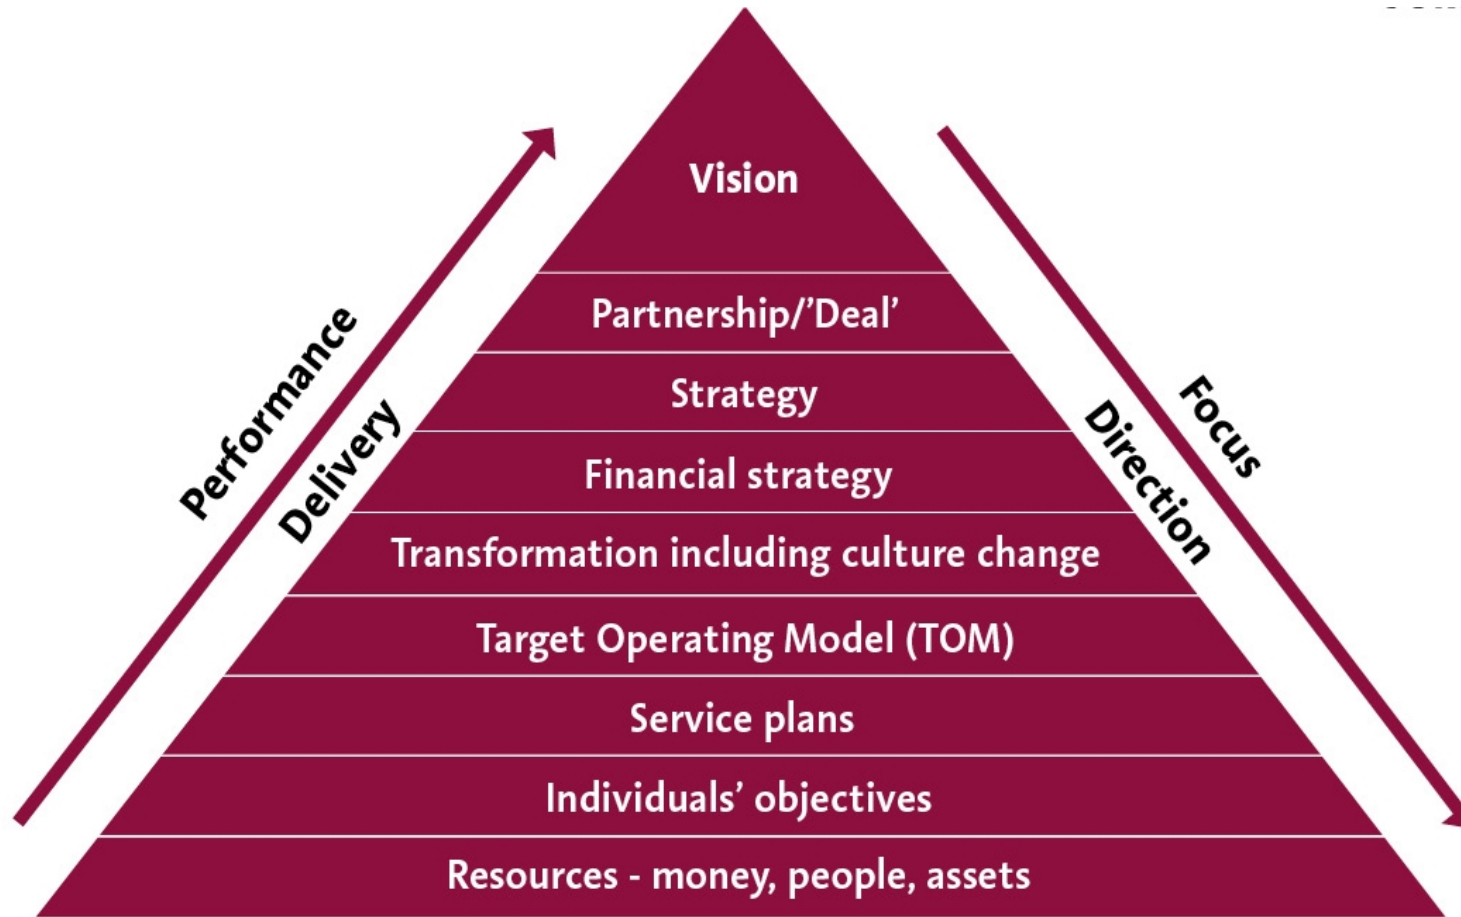 Vision
Partnership/’Deal’
Strategy
Financial strategy
Transformation including culture change
Target Operating Model (TOM)
Service plans
Individuals’ objectives
Resources - money, people, assets
Performance
Delivery
Focus
Direction